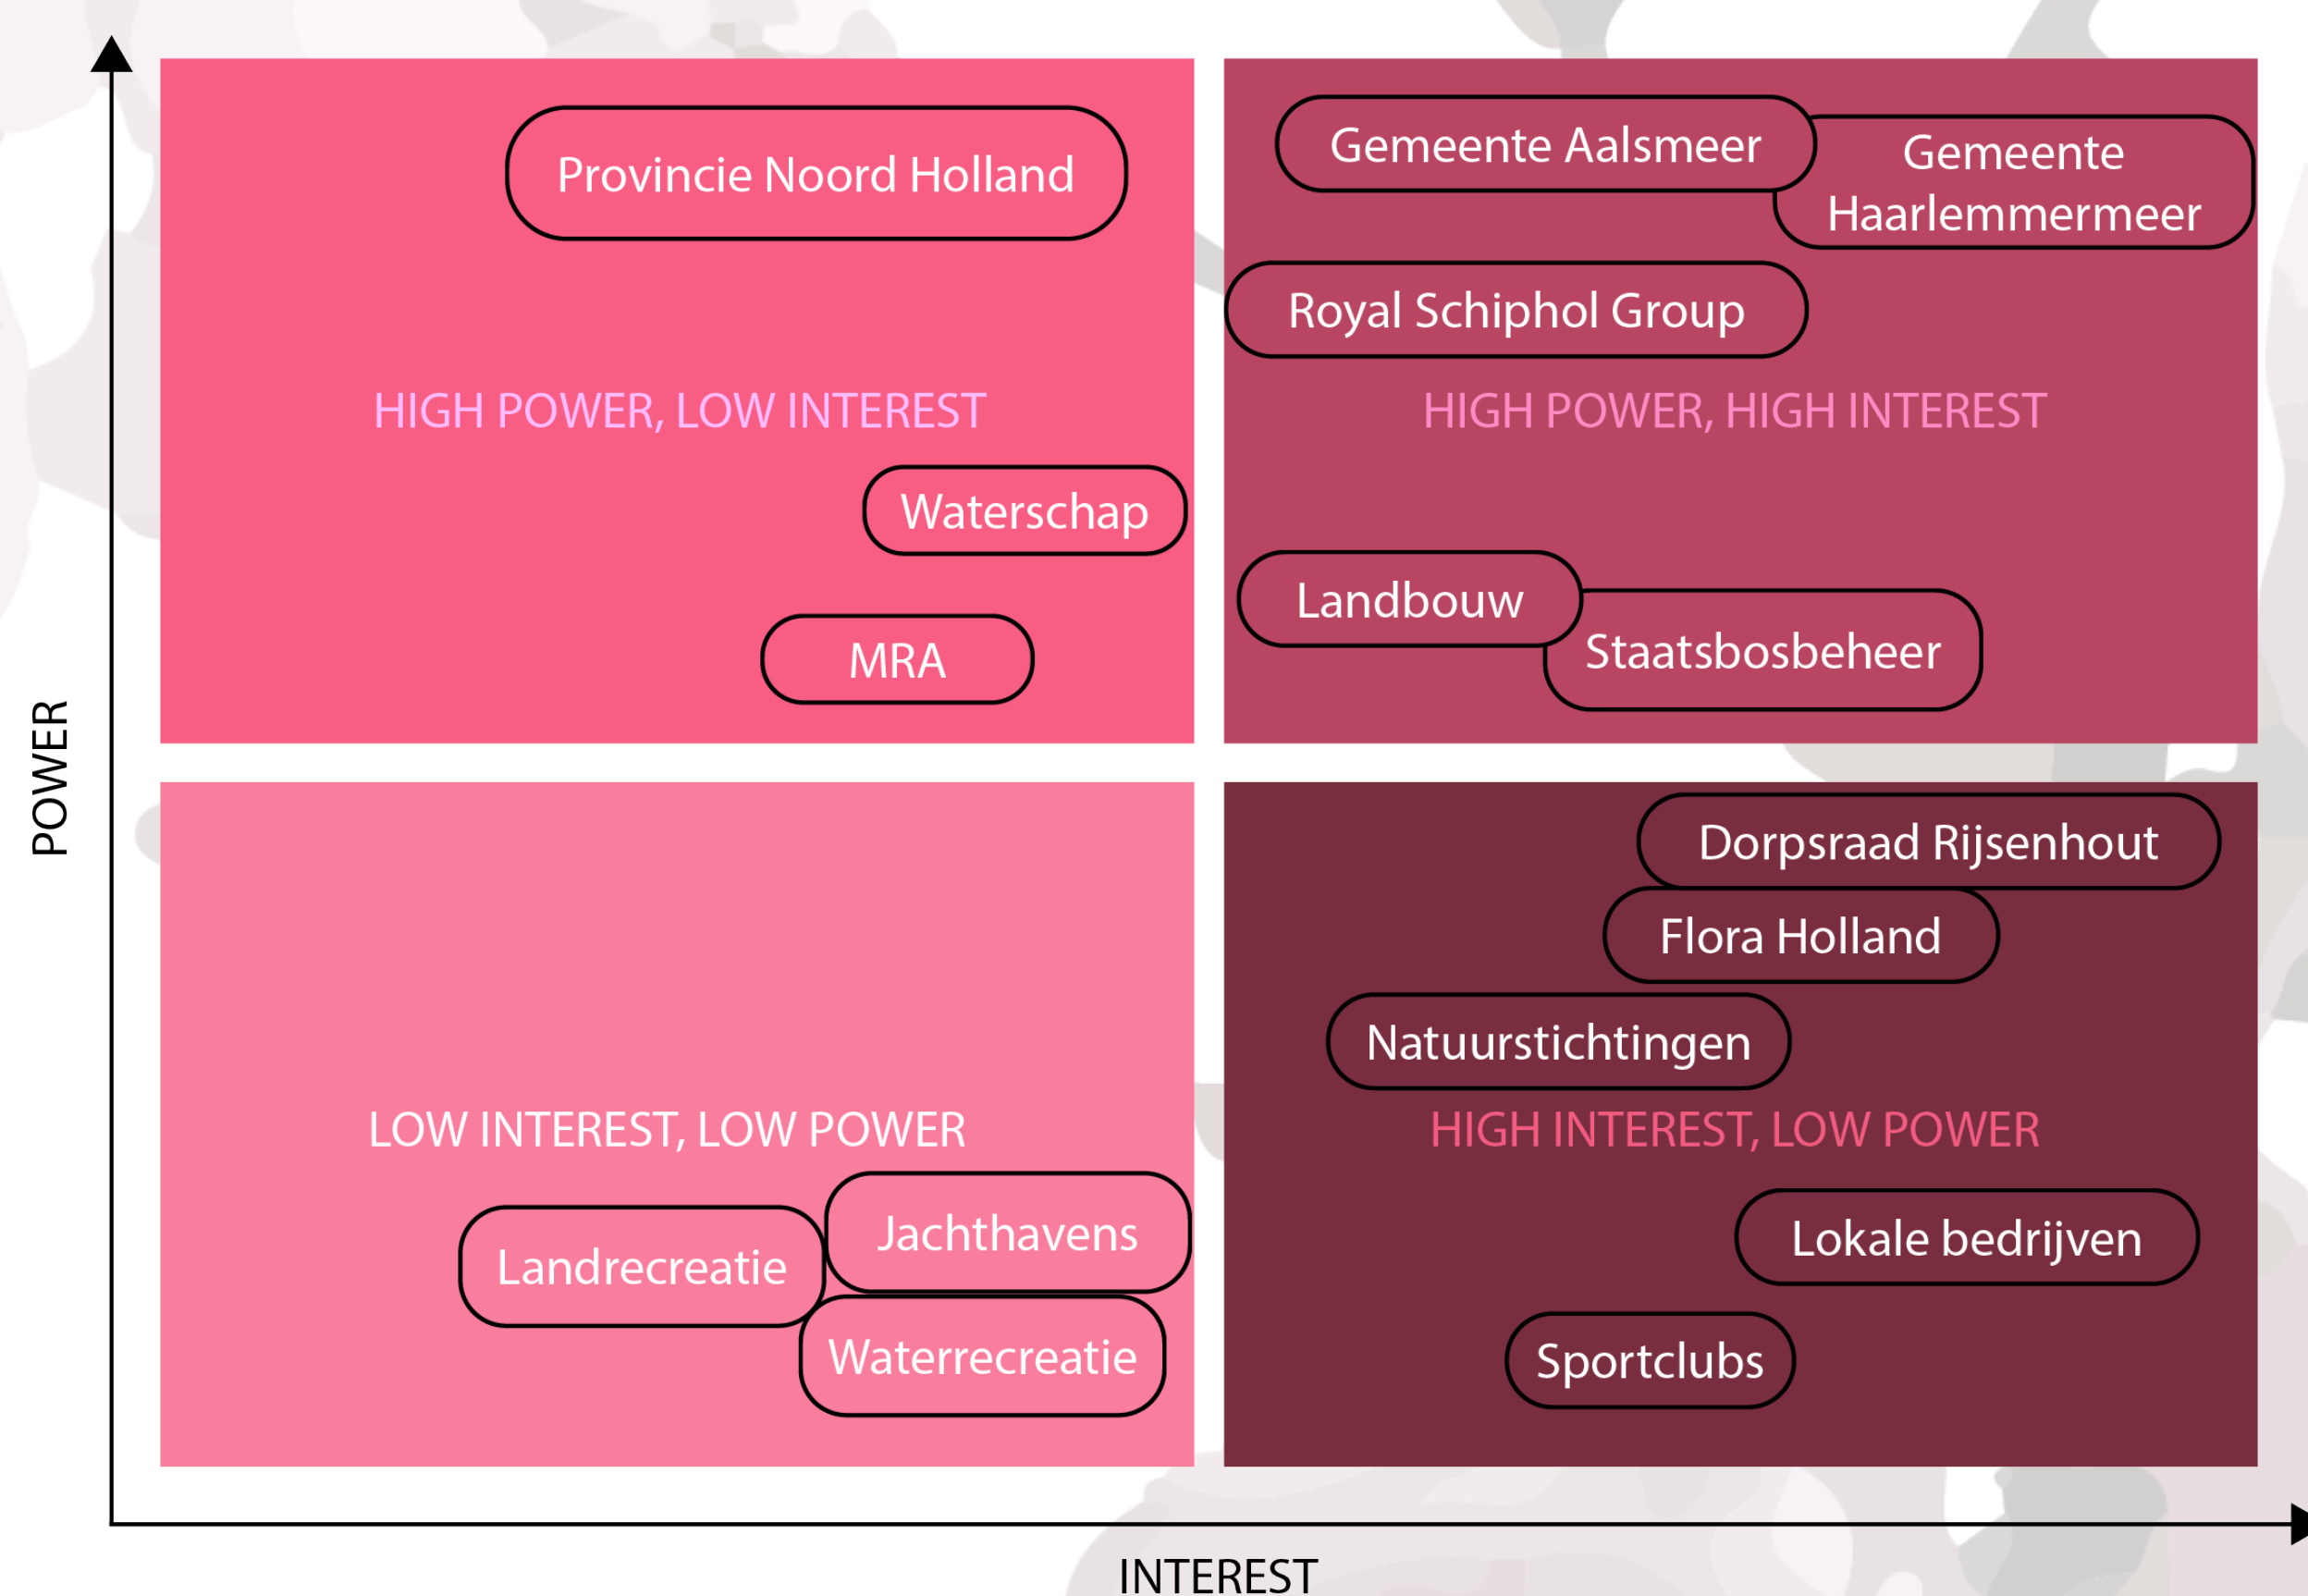 Provincie Noord Holland
HIGH POWER, LOW INTEREST
Waterschap
MRA
Gemeente Aalsmeer
Gemeente
Haarlemmermeer
Royal Schiphol Group
HIGH POWER, HIGH INTEREST
Landbouw
Staatsbosbeheer
POWER
LOW INTEREST, LOW POWER
Jachthavens
Landrecreatie
Waterrecreatie
Dorpsraad Rijsenhout
Flora Holland
Natuurstichtingen
HIGH INTEREST, LOW POWER
Lokale bedrijven
Sportclubs
INTEREST